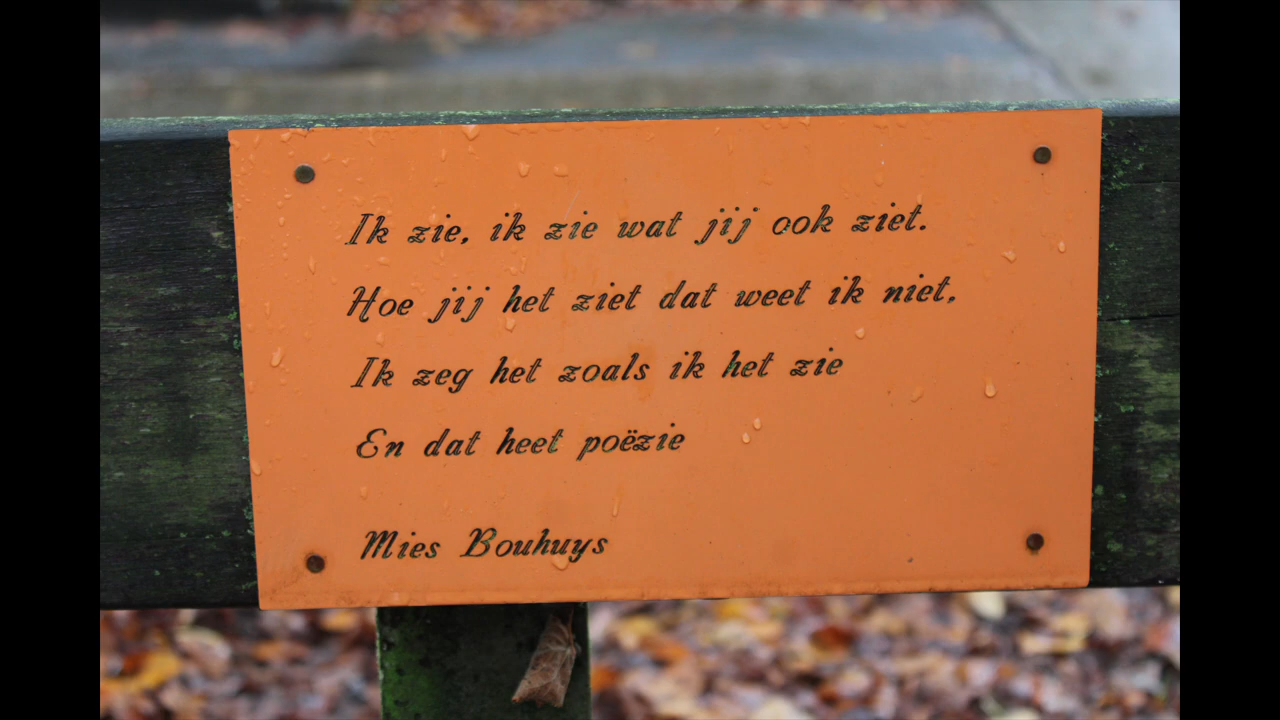 Ik zie, ik zie wat jij ook ziet.
Hoe jij het ziet dat weet ik niet.
Ik zeg het zoals ik het zie
En dat heet poëzie
Mies Bouhuys